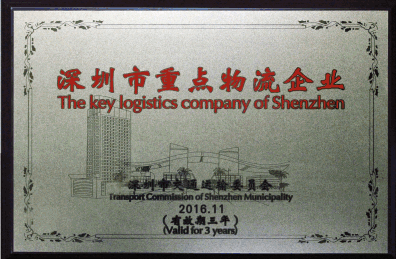 深圳市重点物流企业
The key logistics company of Shenzhen
深圳市交通运输委员会
Transport Commission of Shenzhen Municipality
2016.11
(有效期三年)
(Valid for 3 years)